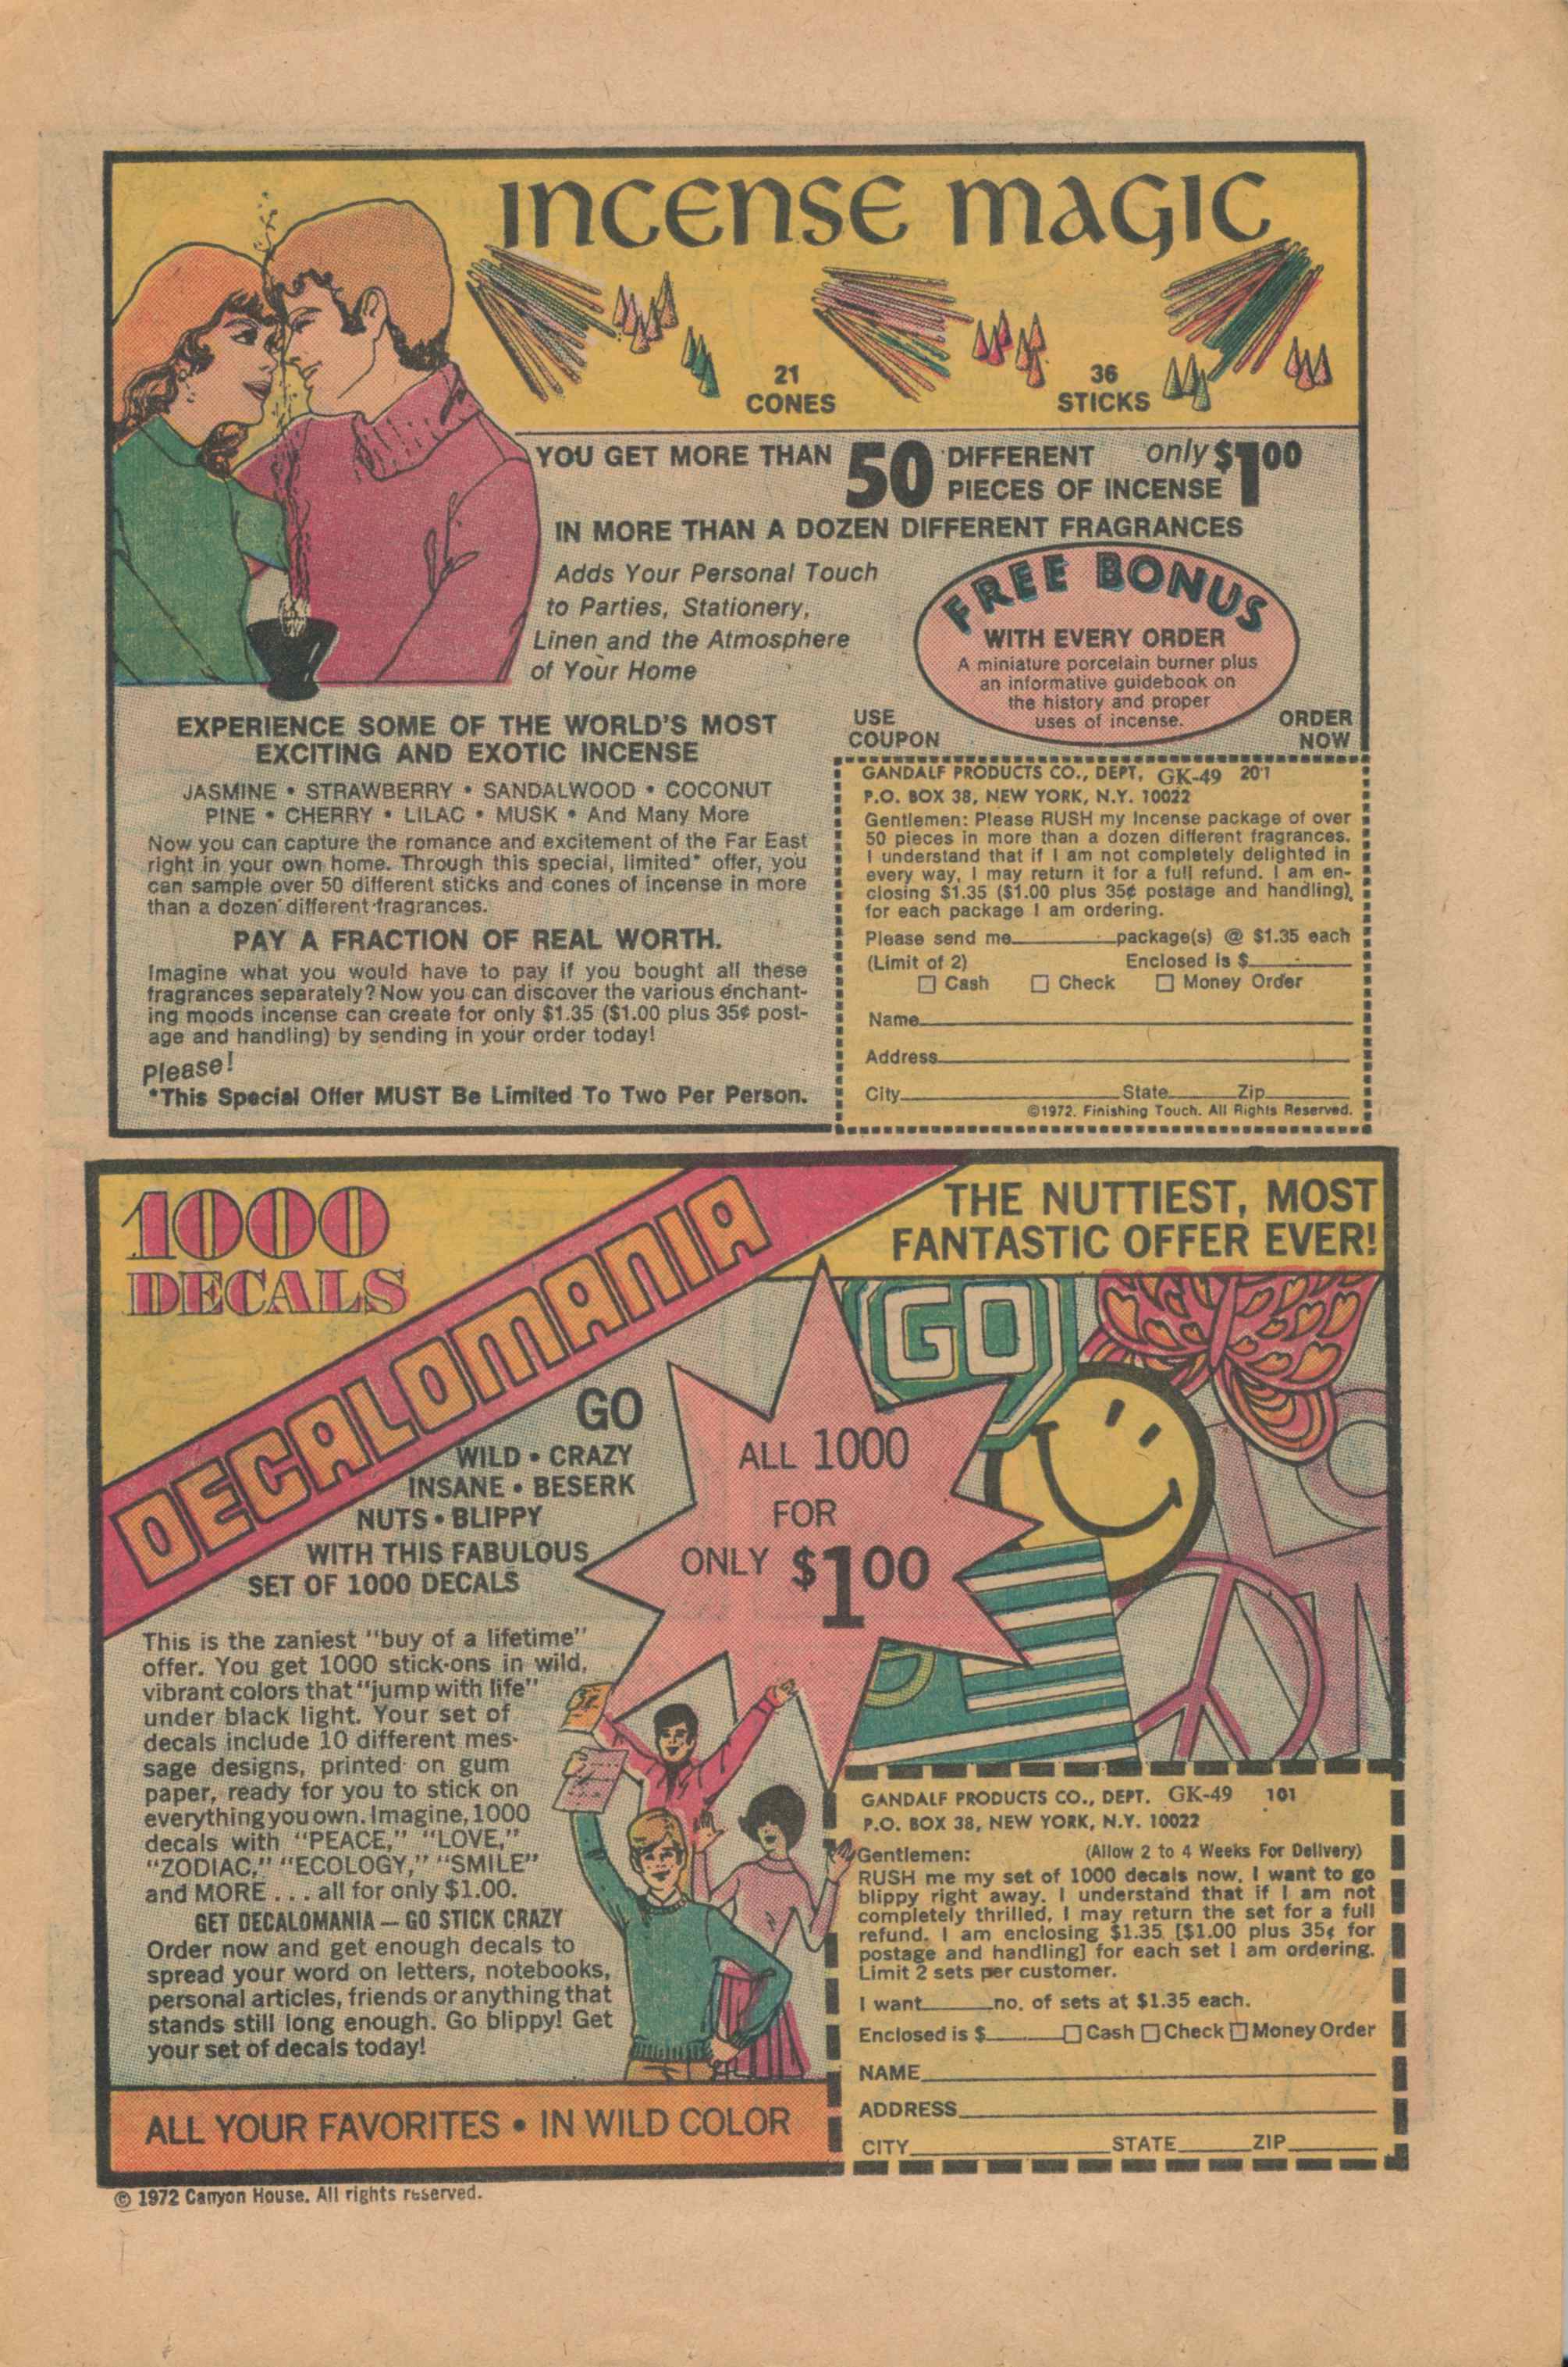 INCENSE MAGIC
21
CONES
36
STICKS
YOU GET MORE THAN 50 DIFFERENT PIECES OF INCENSE only $1.00
IN MORE THAN A DOZEN DIFFERENT FRAGRANCES
Adds Your Personal Touch
to Parties, Stationery,
Linen and the Atmosphere
of Your Home
FREE BONUS
WITH EVERY ORDER
A miniature porcelain burner plus
an informative guidebook on
the history and proper
uses of incense.
USE
COUPON
ORDER
NOW
EXPERIENCE SOME OF THE WORLD'S MOST
EXCITING AND EXOTIC INCENSE
JASMINE • STRAWBERRY • SANDALWOOD • COCONUT
PINE • CHERRY • LILAC • MUSK • And Many More
Now you can capture the romance and excitement of the Far East
right in your own home. Through this special, limited* offer, you
can sample over 50 different sticks and cones of incense in more
than a dozen different fragrances.
PAY A FRACTION OF REAL WORTH.
Imagine what you would have to pay if you bought all these
fragrances separately? Now you can discover the various enchant-
ing moods incense can create for only $1.35 ($1.00 plus 35¢ post-
age and handling) by sending in your order today!
Please!
*This Special Offer MUST Be Limited To Two Per Person.
GANDALF PRODUCTS CO., DEPT. GK-49 201
P.O. BOX 38, NEW YORK, N.Y. 10022
Gentlemen: Please RUSH my Incense package of over
50 pieces in more than a dozen different fragrances.
I understand that if I am not completely delighted in
every way, I may return it for a full refund. I am en-
closing $1.35 ($1.00 plus 35¢ postage and handling),
for each package I am ordering.
Please send me______package(s) @ $1.35 each
(Limit of 2) Enclosed is $______
☐ Cash ☐ Check ☐ Money Order
Name______
Address______
City______State______Zip______
©1972. Finishing Touch. All Rights Reserved.
1000
DECALS
DECALOMANIA
THE NUTTIEST, MOST
FANTASTIC OFFER EVER!
GO
GO
WILD • CRAZY
INSANE • BESERK
NUTS • BLIPPY
WITH THIS FABULOUS
SET OF 1000 DECALS
ALL 1000
FOR
ONLY $1.00
This is the zaniest "buy of a lifetime"
offer. You get 1000 stick-ons in wild,
vibrant colors that "jump with life"
under black light. Your set of
decals include 10 different mes-
sage designs, printed on gum
paper, ready for you to stick on
everything you own. Imagine, 1000
decals with "PEACE," "LOVE,"
"ZODIAC," "ECOLOGY," "SMILE"
and MORE . . . all for only $1.00.
GET DECALOMANIA — GO STICK CRAZY
Order now and get enough decals to
spread your word on letters, notebooks,
personal articles, friends or anything that
stands still long enough. Go blippy! Get
your set of decals today!
ALL YOUR FAVORITES • IN WILD COLOR
GANDALF PRODUCTS CO., DEPT. GK-49 101
P.O. BOX 38, NEW YORK, N.Y. 10022
Gentlemen: (Allow 2 to 4 Weeks For Delivery)
RUSH me my set of 1000 decals now. I want to go
blippy right away. I understand that if I am not
completely thrilled, I may return the set for a full
refund. I am enclosing $1.35 [$1.00 plus 35¢ for
postage and handling] for each set I am ordering.
Limit 2 sets per customer.
I want______no. of sets at $1.35 each.
Enclosed is $______☐ Cash ☐ Check ☐ Money Order
NAME______
ADDRESS______
CITY______STATE______ZIP______
© 1972 Canyon House. All rights reserved.